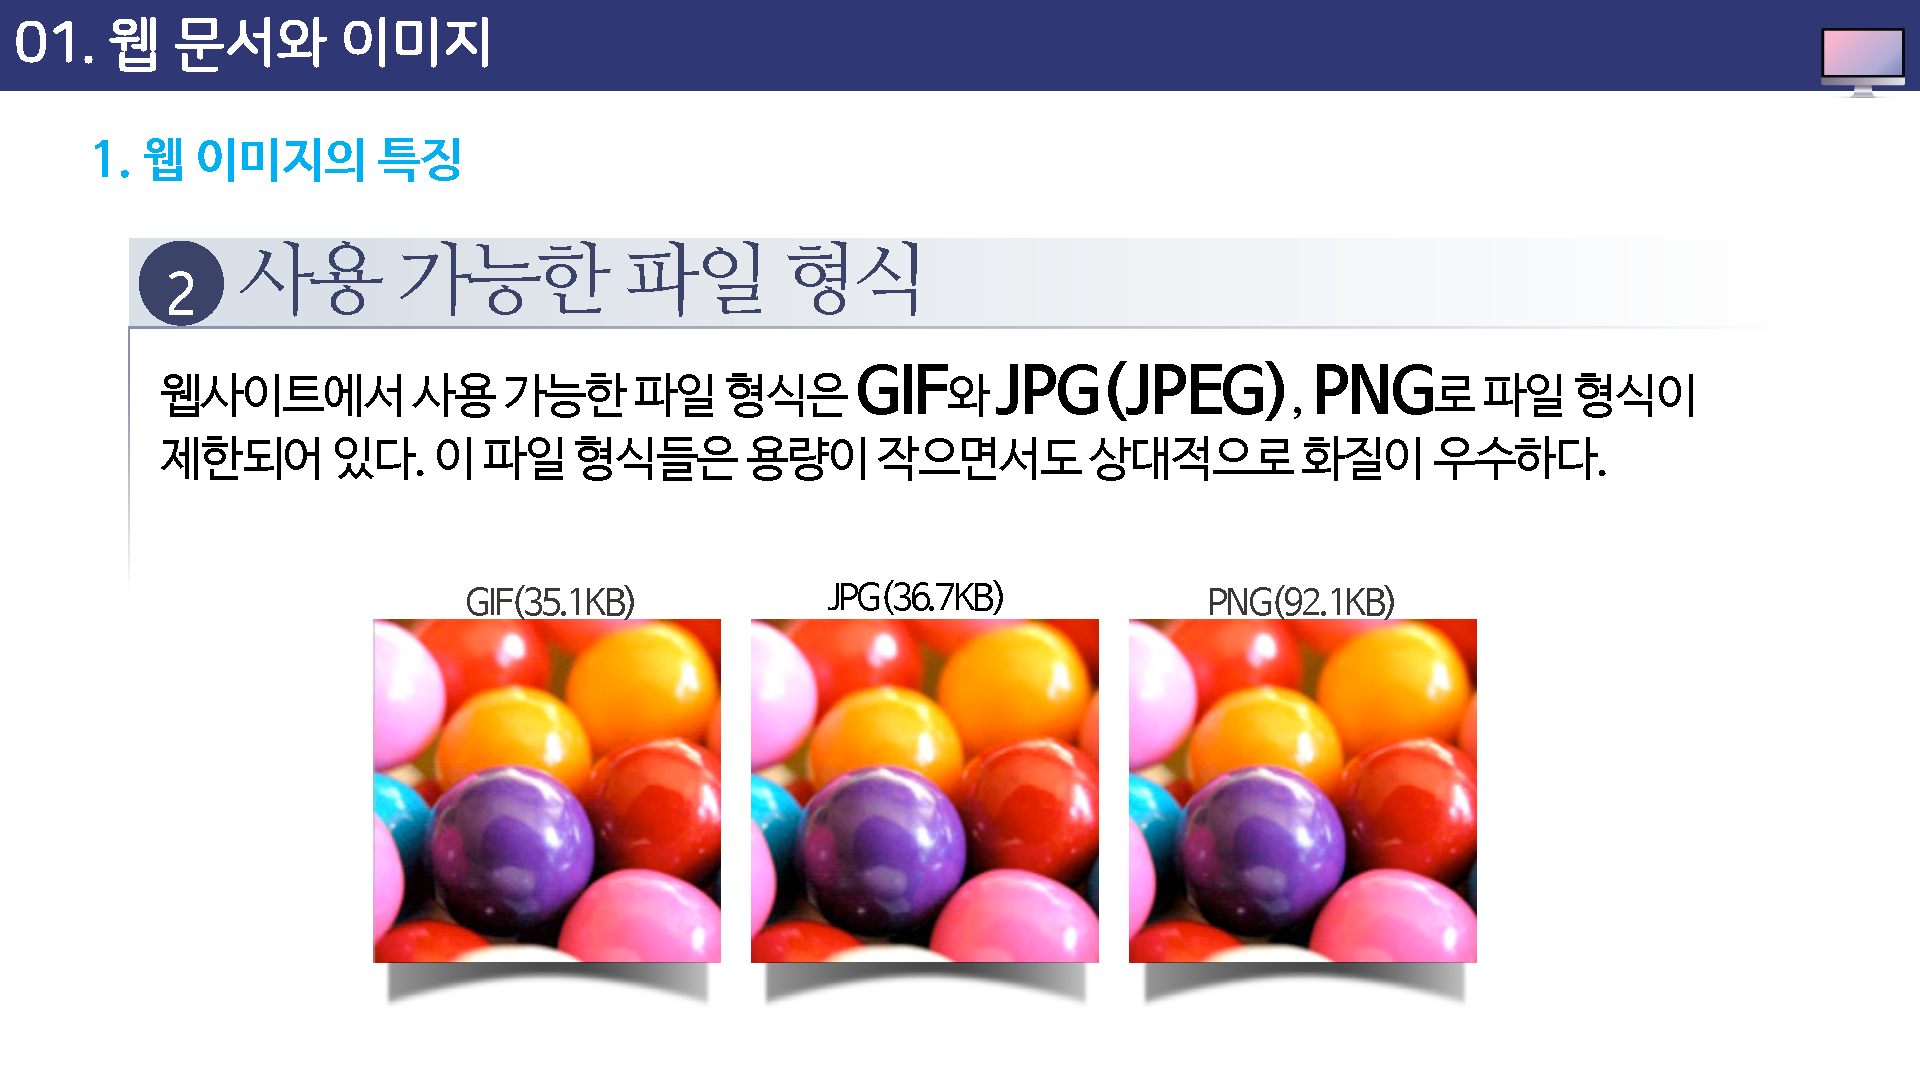 01. 웹 문서와 이미지
1. 웹 이미지의 특징
2 사용 가능한 파일 형식
웹사이트에서 사용 가능한 파일 형식은 GIF와 JPG(JPEG), PNG로 파일 형식이
제한되어 있다. 이 파일 형식들은 용량이 작으면서도 상대적으로 화질이 우수하다.
GIF(35.1KB)
JPG(36.7KB)
PNG(92.1KB)